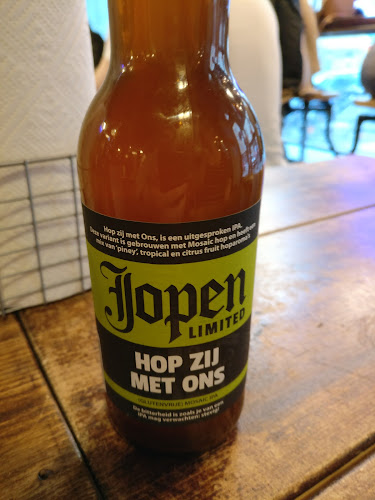 Hop zij met Ons, is een uitgesproken IPA.
Deze variant is gebrouwen met Mosaic hop en heeft een
mix van 'piney', tropical en citrus fruit hoparoma's
Jopen
LIMITED
HOP ZIJ
MET ONS
(GLUTENVRIJE) MOSAIC IPA
De bitterheid is zoals je van een
IPA mag verwachten: stevig!